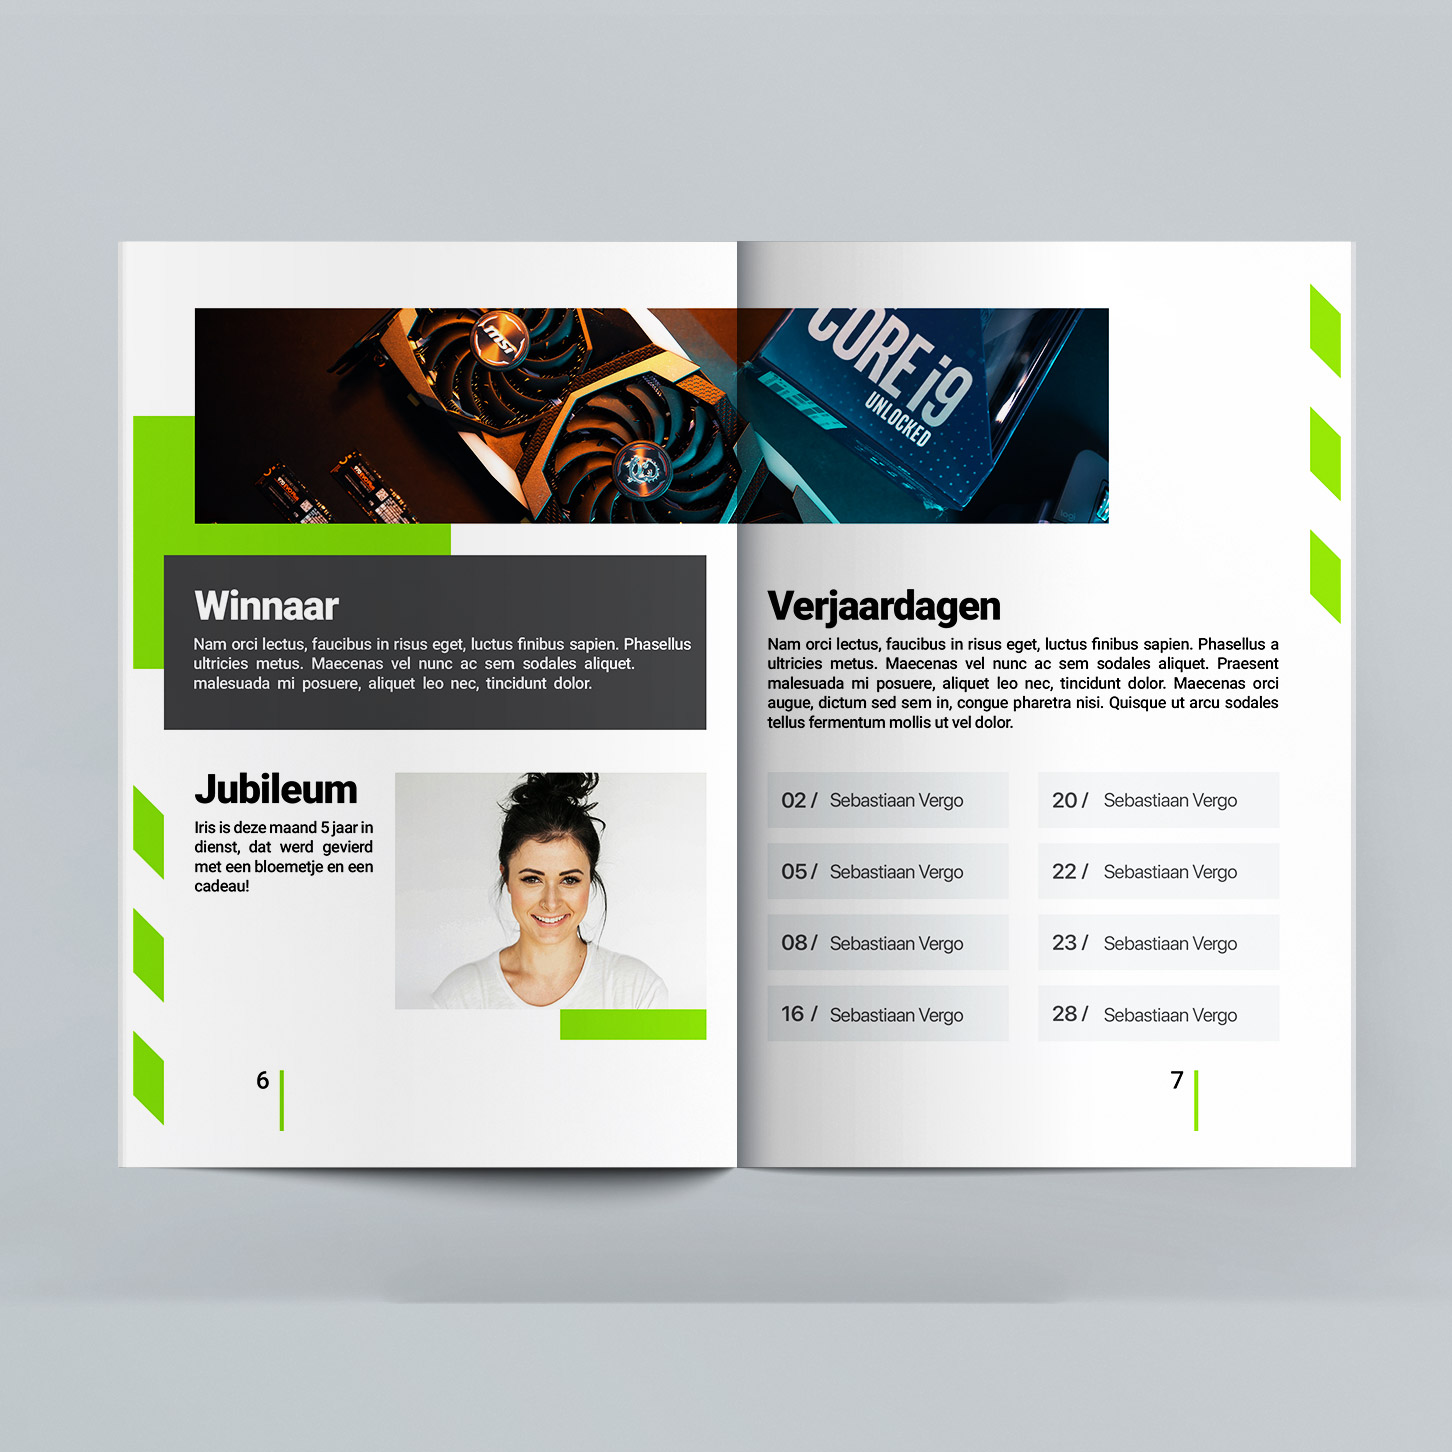 msi
CORE i9
UNLOCKED
intel
Winnaar
Nam orci lectus, faucibus in risus eget, luctus finibus sapien. Phasellus
ultricies metus. Maecenas vel nunc ac sem sodales aliquet.
malesuada mi posuere, aliquet leo nec, tincidunt dolor.
Jubileum
Iris is deze maand 5 jaar in
dienst, dat werd gevierd
met een bloemetje en een
cadeau!
6
Verjaardagen
Nam orci lectus, faucibus in risus eget, luctus finibus sapien. Phasellus a
ultricies metus. Maecenas vel nunc ac sem sodales aliquet. Praesent
malesuada mi posuere, aliquet leo nec, tincidunt dolor. Maecenas orci
augue, dictum sed sem in, congue pharetra nisi. Quisque ut arcu sodales
tellus fermentum mollis ut vel dolor.
02 / Sebastiaan Vergo
05 / Sebastiaan Vergo
08 / Sebastiaan Vergo
16 / Sebastiaan Vergo
20 / Sebastiaan Vergo
22 / Sebastiaan Vergo
23 / Sebastiaan Vergo
28 / Sebastiaan Vergo
7